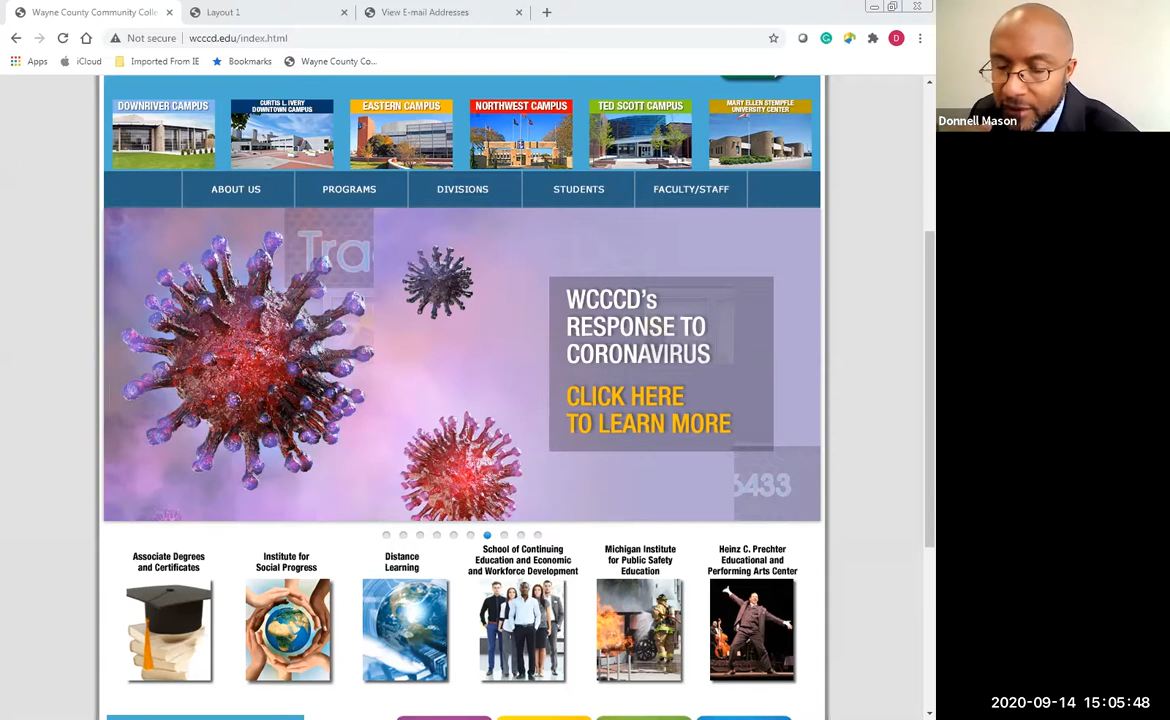 Wayne County Community Colle
Layout 1
View E-mail Addresses
Not secure
wcccd.edu/index.html
D
Apps
iCloud
Imported From IE
Bookmarks
Wayne County Co...
Donnell Mason
DOWNRIVER CAMPUS
CURTIS L. IVERY
DOWNTOWN CAMPUS
EASTERN CAMPUS
NORTHWEST CAMPUS
TED SCOTT CAMPUS
MARY ELLEN STEMPFLE
UNIVERSITY CENTER
ABOUT US
PROGRAMS
DIVISIONS
STUDENTS
FACULTY/STAFF
Tra
WCCCD's
RESPONSE TO
CORONAVIRUS
CLICK HERE
TO LEARN MORE
6433
Associate Degrees
and Certificates
Institute for
Social Progress
Distance
Learning
School of Continuing
Education and Economic
and Workforce Development
Michigan Institute
for Public Safety
Education
Heinz C. Prechter
Educational and
Performing Arts Center
2020-09-14 15:05:48